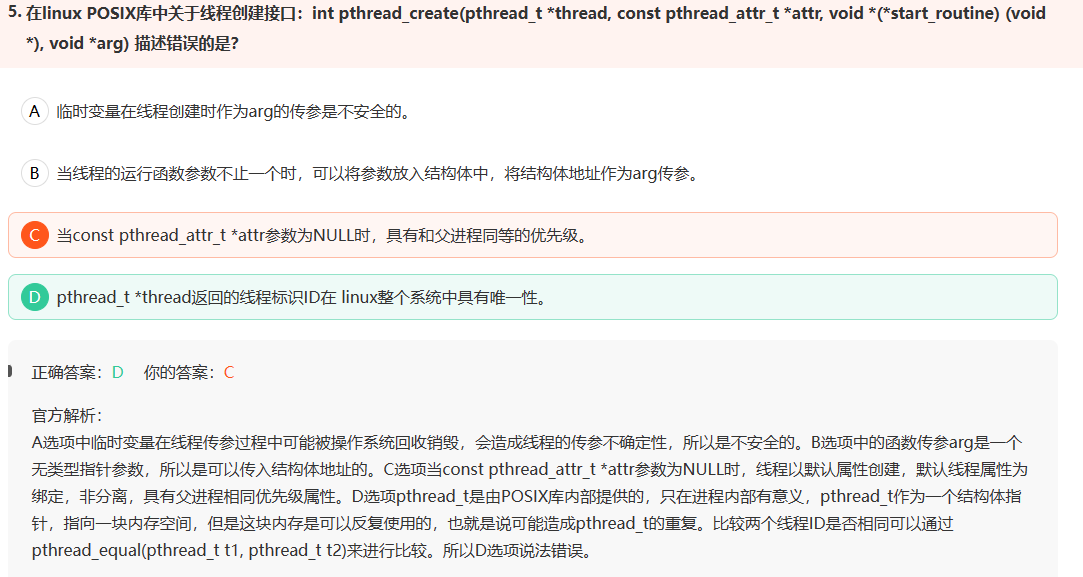 5. 在linux POSIX库中关于线程创建接口：int pthread_create(pthread_t *thread, const pthread_attr_t *attr, void *(*start_routine) (void
*), void *arg) 描述错误的是？
A 临时变量在线程创建时作为arg的传参是不安全的。
B 当线程的运行函数参数不止一个时，可以将参数放入结构体中，将结构体地址作为arg传参。
C 当const pthread_attr_t *attr参数为NULL时，具有和父进程同等的优先级。
D pthread_t *thread返回的线程标识ID在 linux整个系统中具有唯一性。
正确答案：D 你的答案：C
官方解析：
A选项中临时变量在线程传参过程中可能被操作系统回收销毁，会造成线程的传参不确定性，所以是不安全的。B选项中的函数传参arg是一个
无类型指针参数，所以是可以传入结构体地址的。C选项当const pthread_attr_t *attr参数为NULL时，线程以默认属性创建，默认线程属性为
绑定，非分离，具有父进程相同优先级属性。D选项pthread_t是由POSIX库内部提供的，只在进程内部有意义，pthread_t作为一个结构体指
针，指向一块内存空间，但是这块内存是可以反复使用的，也就是说可能造成pthread_t的重复。比较两个线程ID是否相同可以通过
pthread_equal(pthread_t t1, pthread_t t2)来进行比较。所以D选项说法错误。